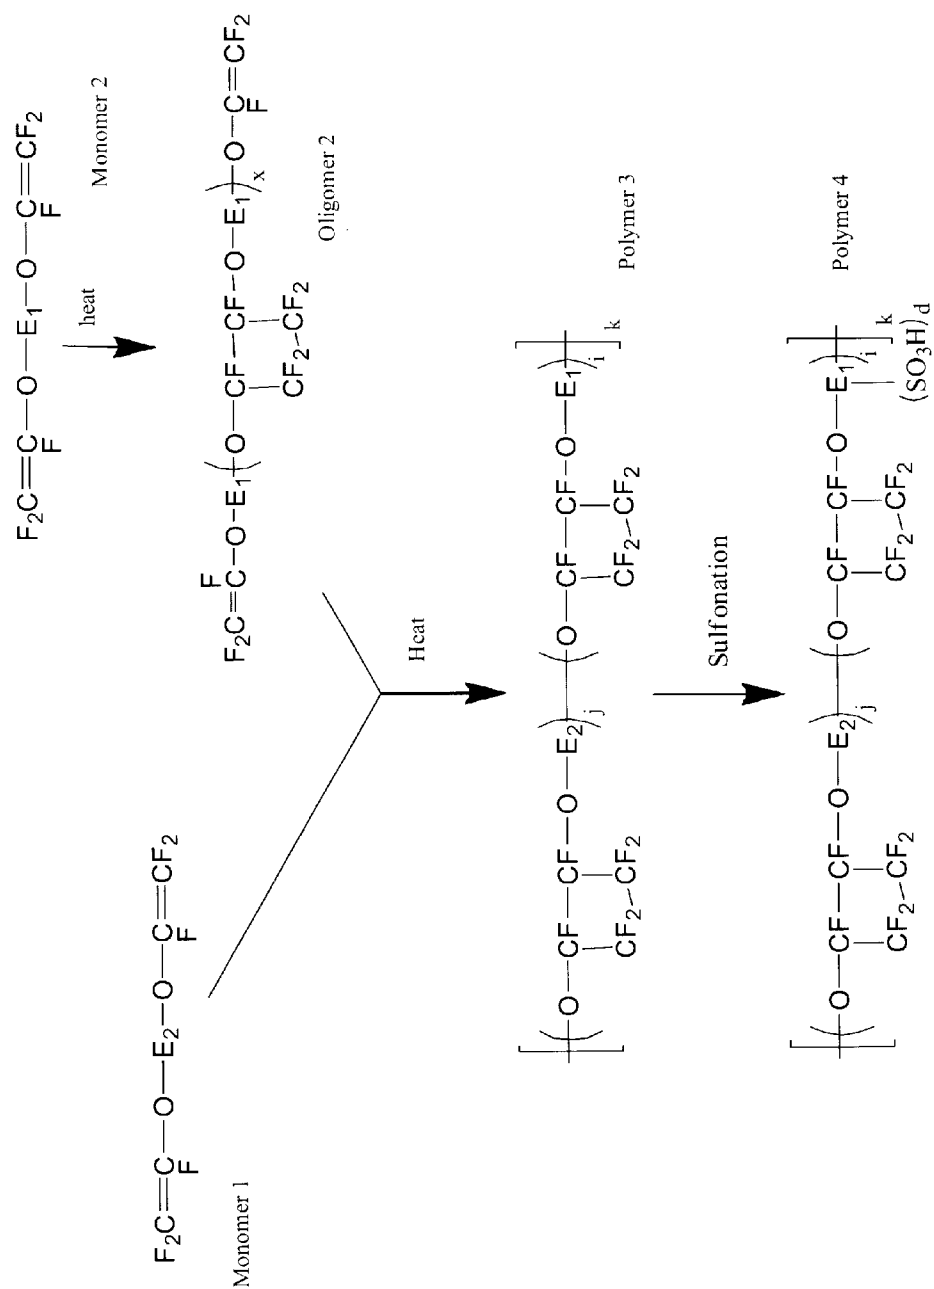 F₂C=C—O—E₁—O—C=CF₂
F F
Monomer 2
heat
F
F₂C=C—O—E₁—(O—CF—CF—O—E₁)ₓ—O—C=CF₂
CF₂—CF₂
F
Oligomer 2
F₂C=C—O—E₂—O—C=CF₂
F F
Monomer 1
Heat
[(O—CF—CF—O—E₂)j—(O—CF—CF—O—E₁)i]k
CF₂—CF₂ CF₂—CF₂
Polymer 3
Sulfonation
[(O—CF—CF—O—E₂)j—(O—CF—CF—O—E₁)i]k
CF₂—CF₂ CF₂—CF₂ (SO₃H)d
Polymer 4